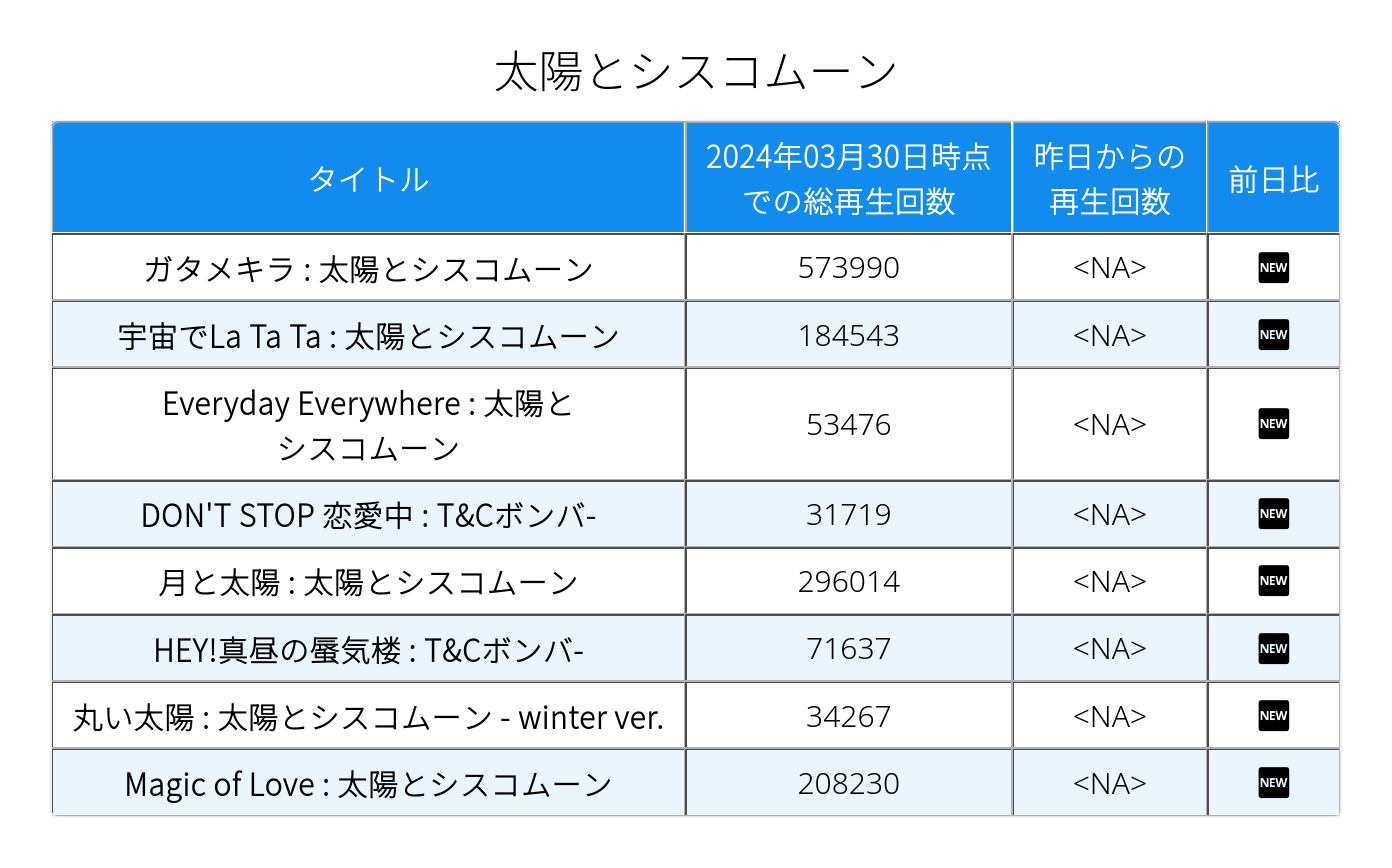 太陽とシスコムーン
タイトル
2024年03月30日時点
での総再生回数
昨日からの
再生回数
前日比
ガタメキラ : 太陽とシスコムーン
573990
<NA>
NEW
宇宙でLa Ta Ta : 太陽とシスコムーン
184543
<NA>
NEW
Everyday Everywhere : 太陽と
シスコムーン
53476
<NA>
NEW
DON'T STOP 恋愛中 : T&Cボンバ-
31719
<NA>
NEW
月と太陽 : 太陽とシスコムーン
296014
<NA>
NEW
HEY!真昼の蜃気楼 : T&Cボンバ-
71637
<NA>
NEW
丸い太陽 : 太陽とシスコムーン - winter ver.
34267
<NA>
NEW
Magic of Love : 太陽とシスコムーン
208230
<NA>
NEW